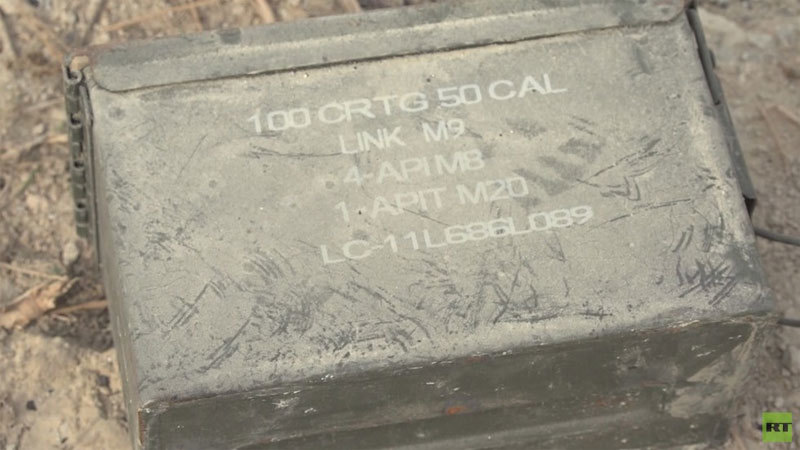 100 CRTG 50 CAL
LINK M9
4-API M8
1-APIT M20
LC-11L686L089
RT